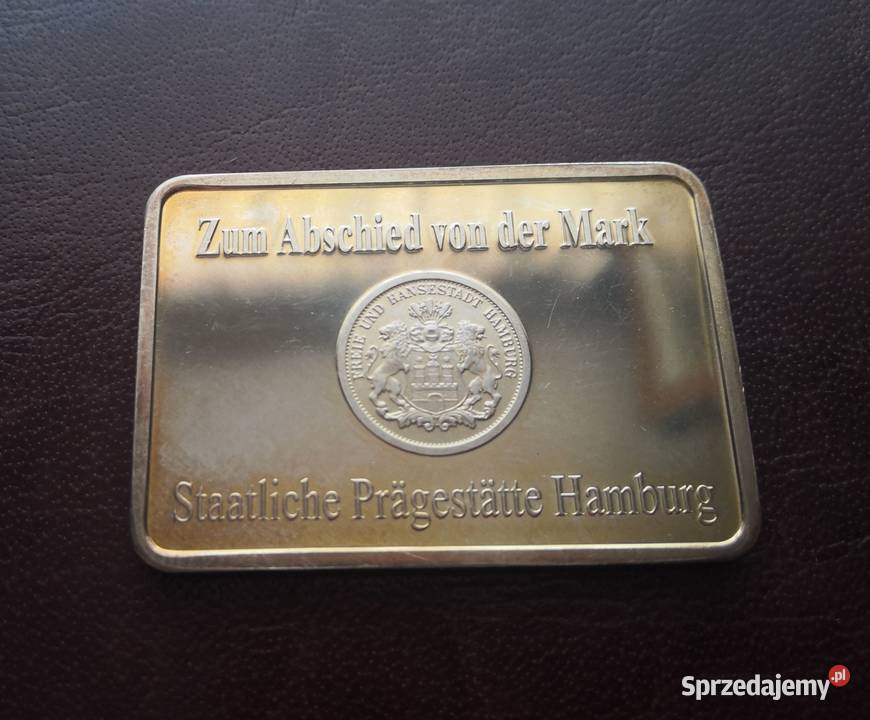 Zum Abschied von der Mark
FREIE UND HANSESTADT HAMBURG
Staatliche Prägestätte Hamburg
Sprzedajemy.pl